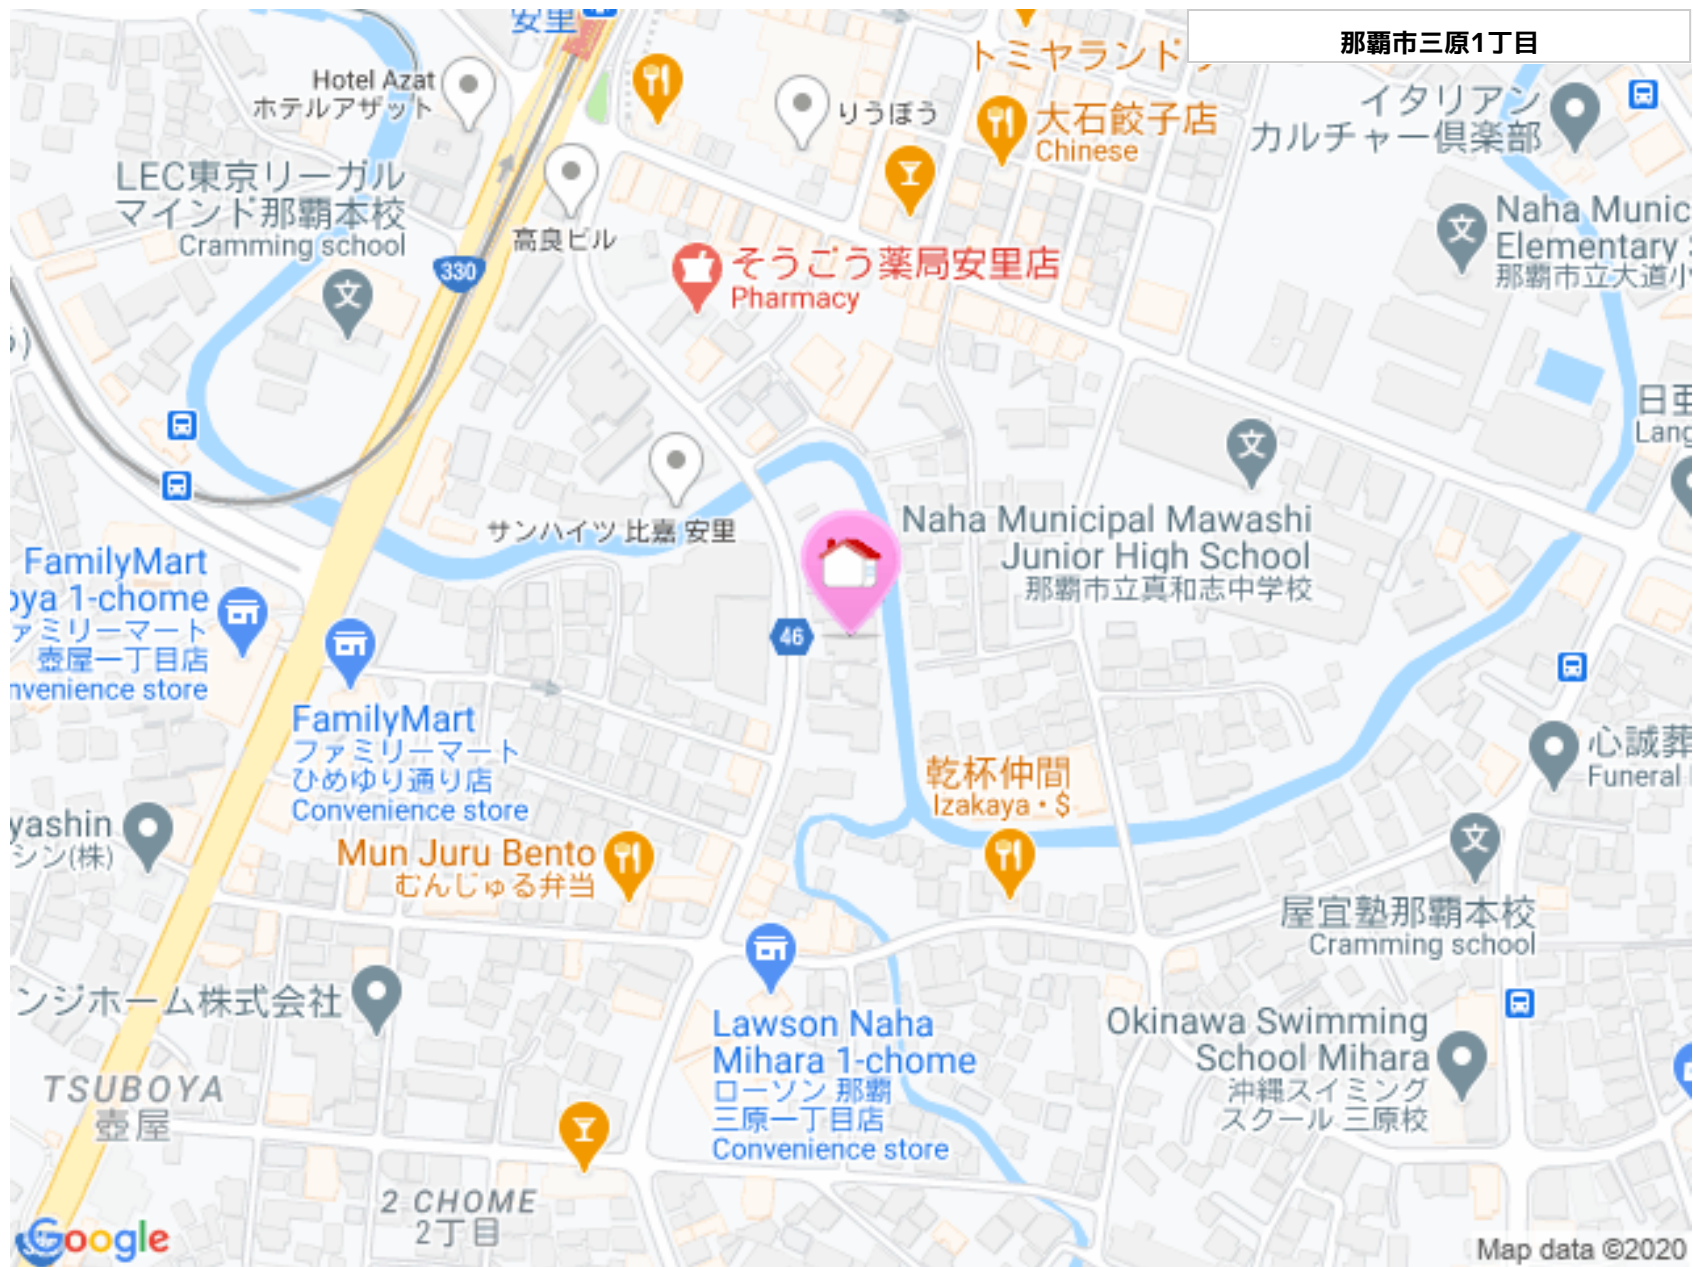 安里
那覇市三原1丁目
Hotel Azat
ホテルアザット
トミヤランド
りうぼう
大石餃子店
Chinese
イタリアン
カルチャー倶楽部
LEC東京リーガル
マインド那覇本校
Cramming school
高良ビル
330
そうごう薬局安里店
Pharmacy
Naha Munic
Elementary
那覇市立大道小
日亜
Lang
サンハイツ 比嘉 安里
Naha Municipal Mawashi
Junior High School
那覇市立真和志中学校
FamilyMart
oya 1-chome
ァミリーマート
壺屋一丁目店
nvenience store
46
FamilyMart
ファミリーマート
ひめゆり通り店
Convenience store
乾杯仲間
Izakaya・$
心誠葬
Funeral
yashin
シン(株)
Mun Juru Bento
むんじゅる弁当
屋宜塾那覇本校
Cramming school
ンジホーム株式会社
Lawson Naha
Mihara 1-chome
ローソン 那覇
三原一丁目店
Convenience store
Okinawa Swimming
School Mihara
沖縄スイミング
スクール 三原校
TSUBOYA
壺屋
2 CHOME
2丁目
Google
Map data ©2020